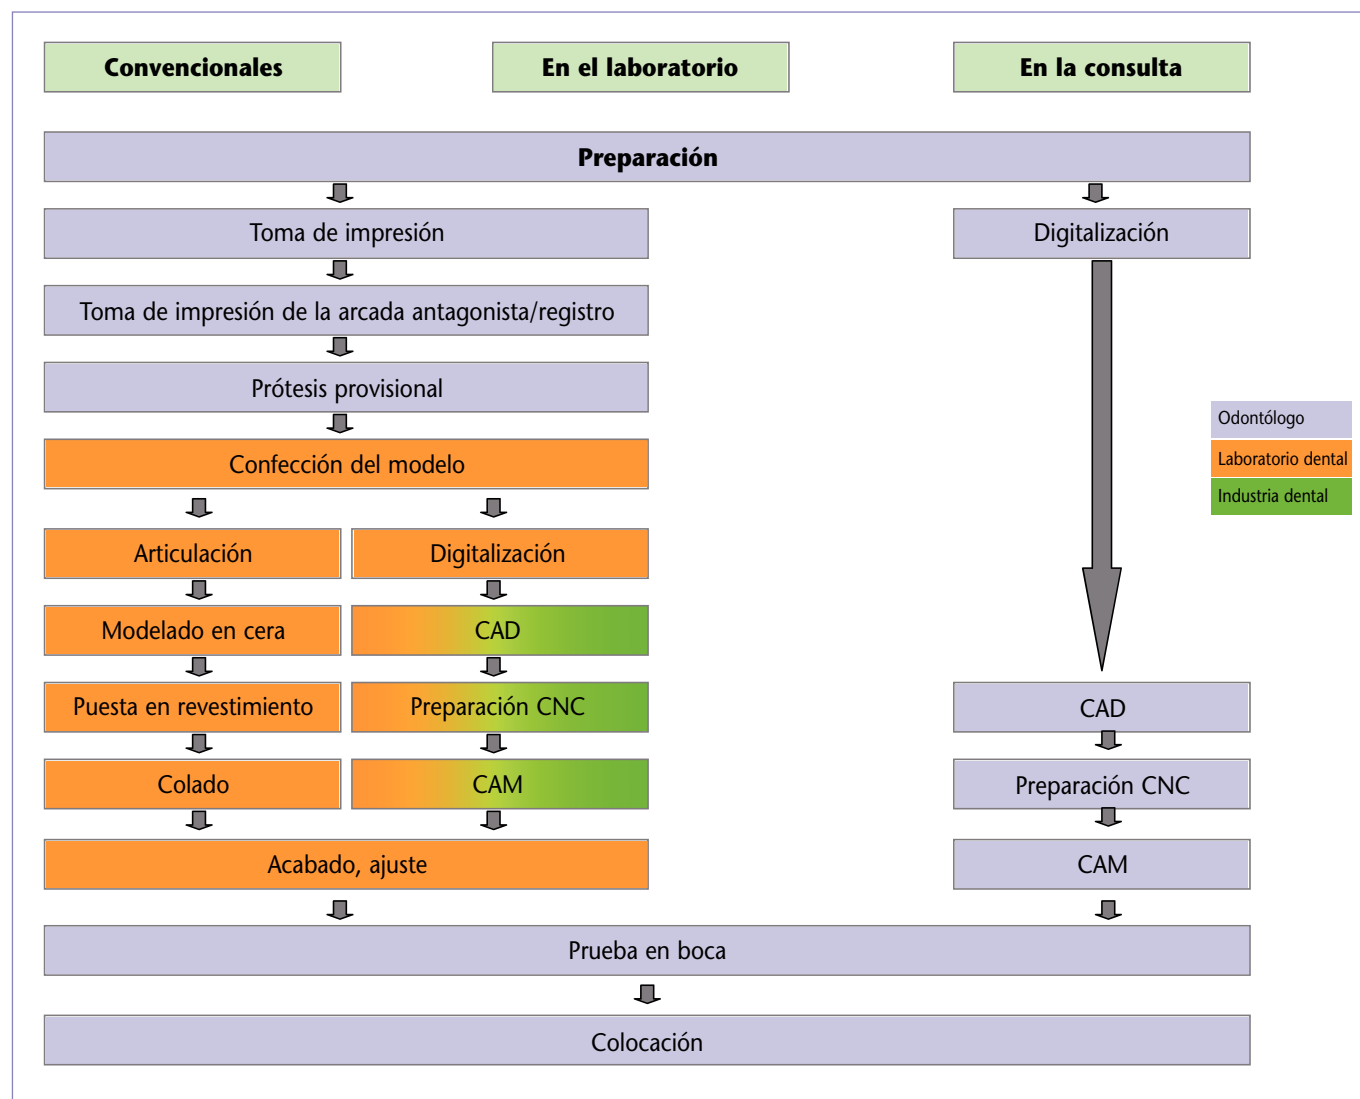 Convencionales
En el laboratorio
En la consulta
Preparación
Toma de impresión
Digitalización
Toma de impresión de la arcada antagonista/registro
Prótesis provisional
Odontólogo
Laboratorio dental
Industria dental
Confección del modelo
Articulación
Digitalización
Modelado en cera
CAD
Puesta en revestimiento
Preparación CNC
CAD
Colado
CAM
Preparación CNC
Acabado, ajuste
CAM
Prueba en boca
Colocación